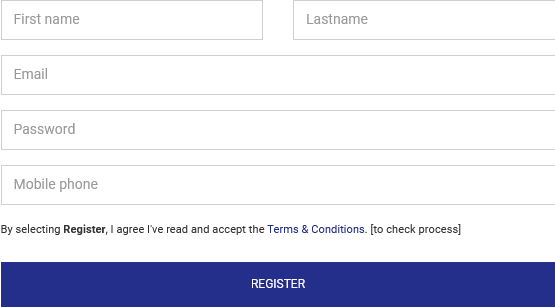 First name
Lastname
Email
Password
Mobile phone
By selecting Register, I agree I've read and accept the Terms & Conditions. [to check process]
REGISTER